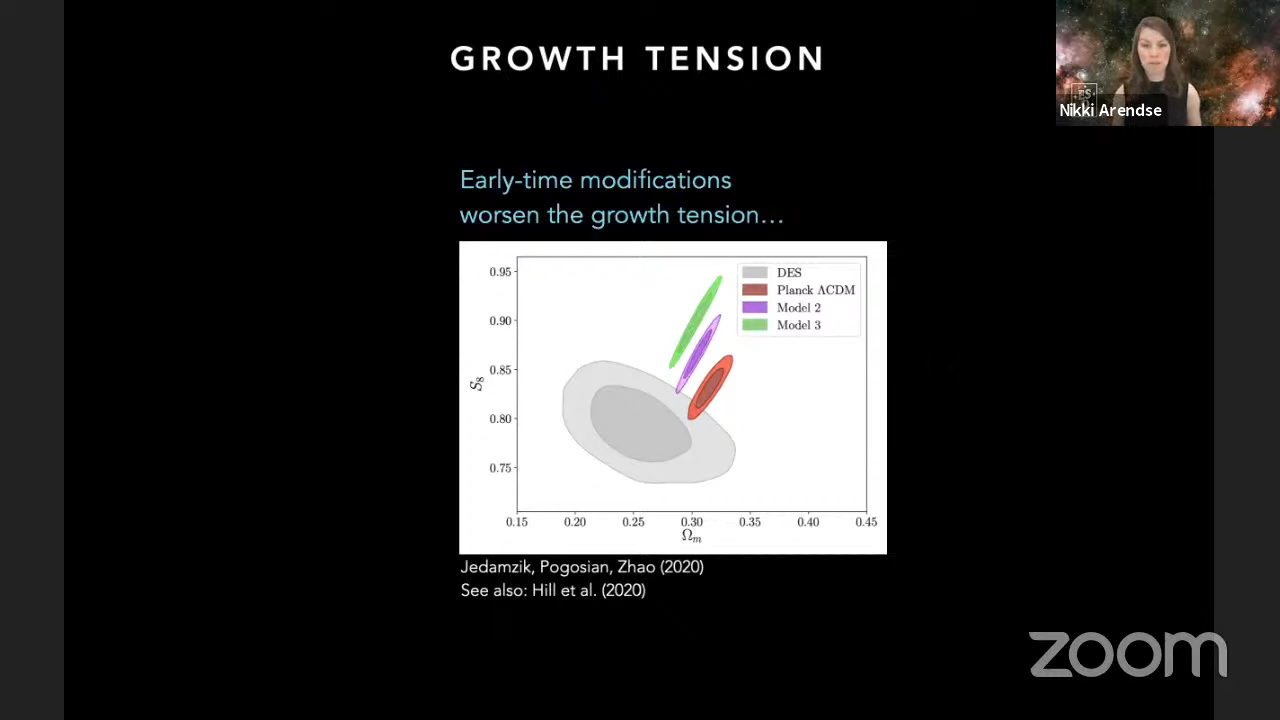 GROWTH TENSION
Nikki Arendse
Early-time modifications
worsen the growth tension…
DES
Planck ΛCDM
Model 2
Model 3
0.95
0.90
0.85
0.80
0.75
S₈
0.15 0.20 0.25 0.30 0.35 0.40 0.45
Ωₘ
Jedamzik, Pogosian, Zhao (2020)
See also: Hill et al. (2020)
zoom